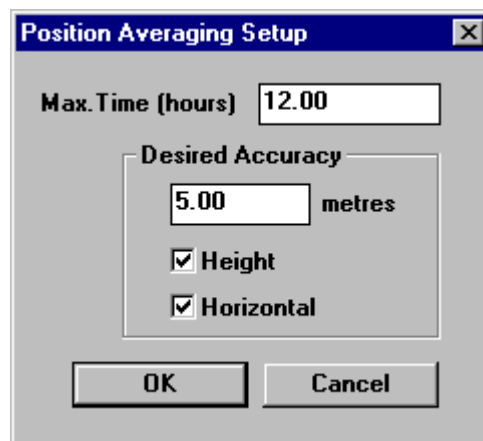 Position Averaging Setup
Max.Time (hours) 12.00
Desired Accuracy
5.00 metres
Height
Horizontal
OK Cancel